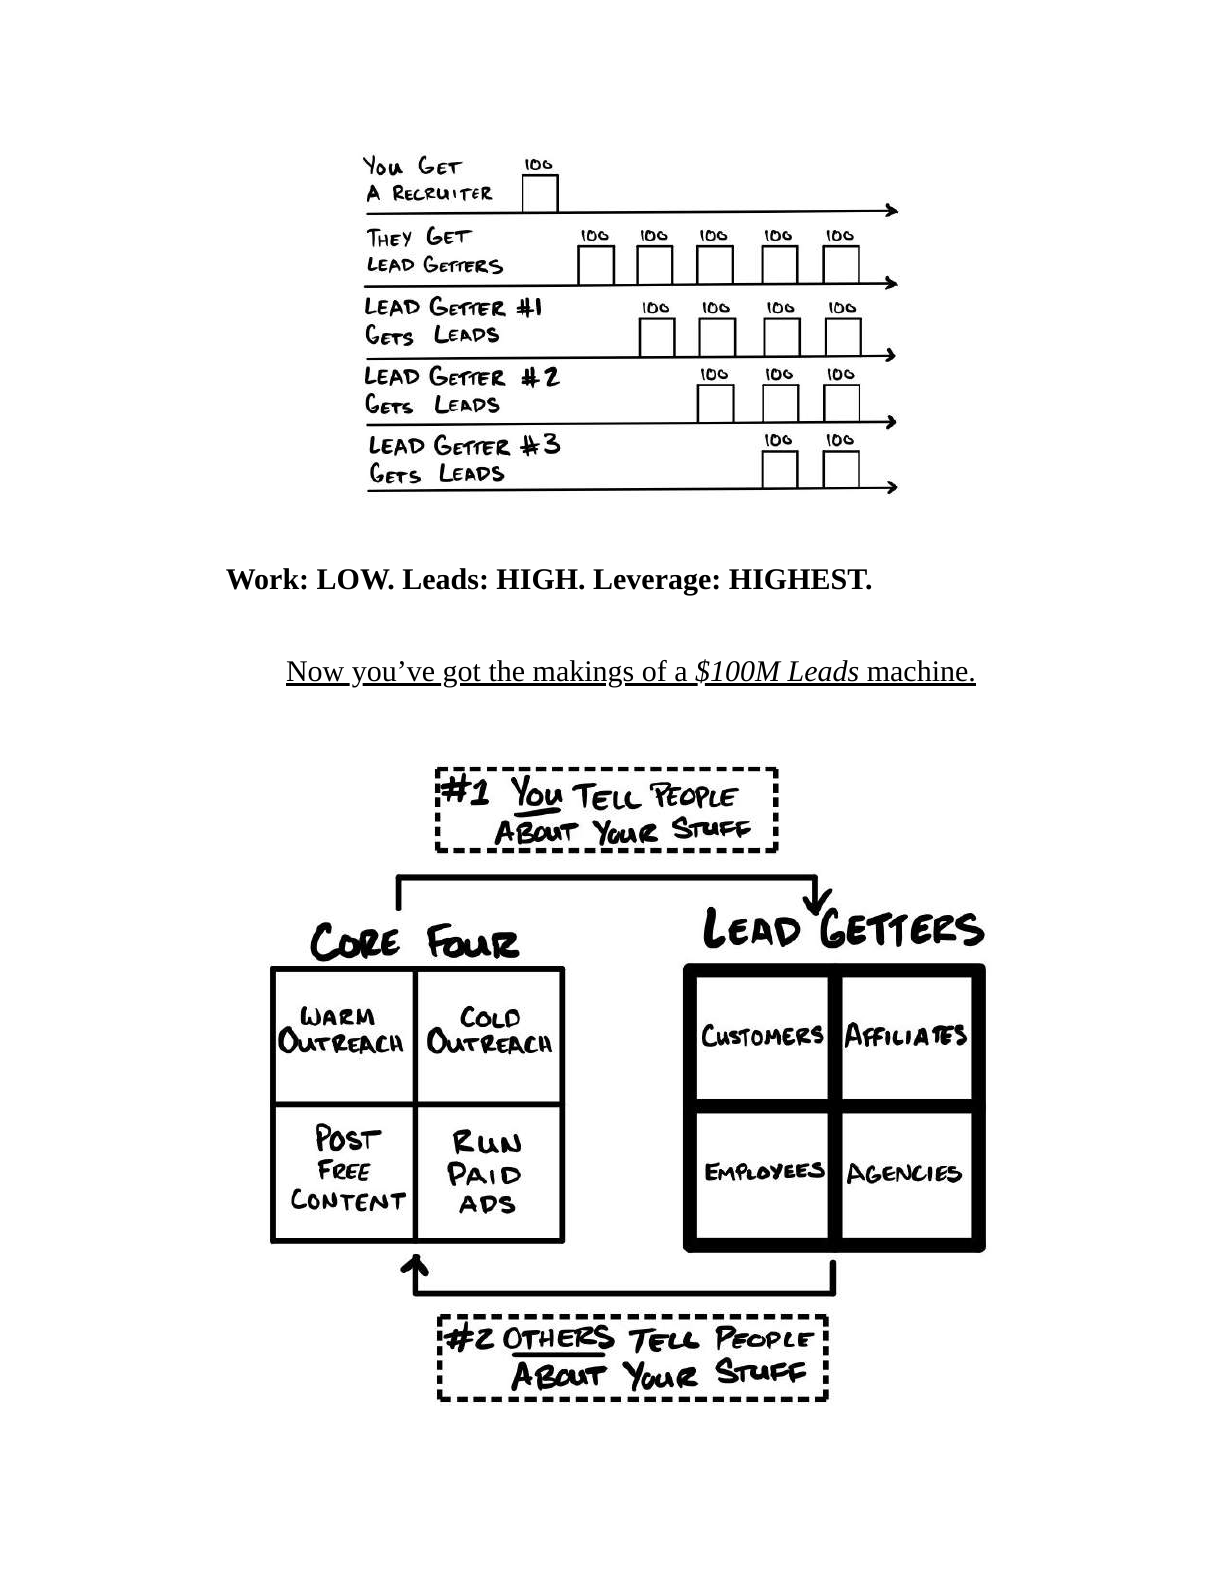 You Get
A Recruiter
100
They Get
Lead Getters
100 100 100 100 100
Lead Getter #1
Gets Leads
100 100 100 100
Lead Getter #2
Gets Leads
100 100 100
Lead Getter #3
Gets Leads
100 100
Work: LOW. Leads: HIGH. Leverage: HIGHEST.
Now you’ve got the makings of a $100M Leads machine.
#1 You Tell People
About Your Stuff
Core Four
Warm
Outreach
Cold
Outreach
Post
Free
Content
Run
Paid
Ads
Lead Getters
Customers
Affiliates
Employees
Agencies
#2 Others Tell People
About Your Stuff